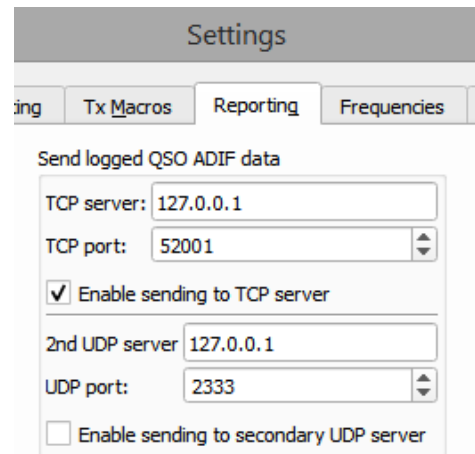 Settings
ting Tx Macros Reporting Frequencies
Send logged QSO ADIF data
TCP server: 127.0.0.1
TCP port: 52001
Enable sending to TCP server
2nd UDP server 127.0.0.1
UDP port: 2333
Enable sending to secondary UDP server